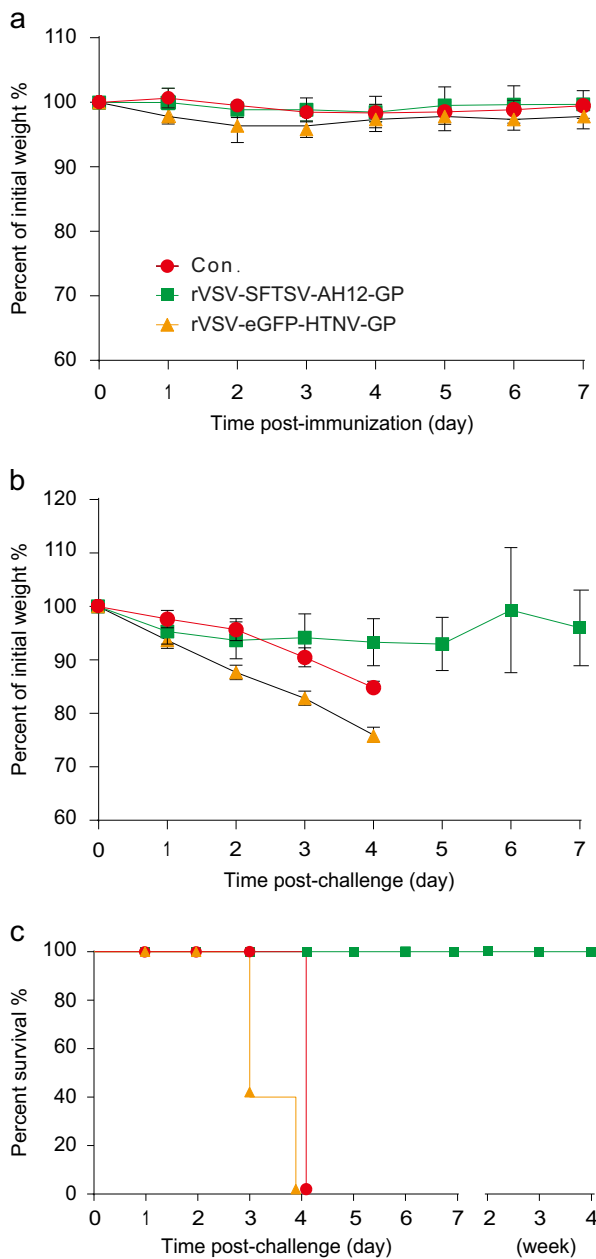 a
110
100
90
80
70
60
Percent of initial weight %
Con.
rVSV-SFTSV-AH12-GP
rVSV-eGFP-HTNV-GP
0 1 2 3 4 5 6 7
Time post-immunization (day)
b
120
110
100
90
80
70
60
Percent of initial weight %
0 1 2 3 4 5 6 7
Time post-challenge (day)
c
100
80
60
40
20
0
Percent survival %
0 1 2 3 4 5 6 7 2 3 4
Time post-challenge (day) (week)